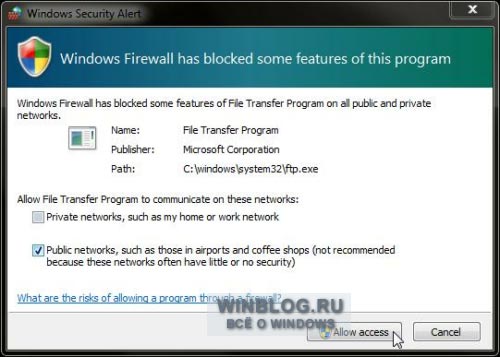 Windows Security Alert
Windows Firewall has blocked some features of this program
Windows Firewall has blocked some features of File Transfer Program on all public and private
networks.
Name: File Transfer Program
Publisher: Microsoft Corporation
Path: C:\windows\system32\ftp.exe
Allow File Transfer Program to communicate on these networks:
Private networks, such as my home or work network
Public networks, such as those in airports and coffee shops (not recommended
because these networks often have little or no security)
What are the risks of allowing a program through a firewall?
WINBLOG.RU
ВСЁ О WINDOWS
Allow access
Cancel